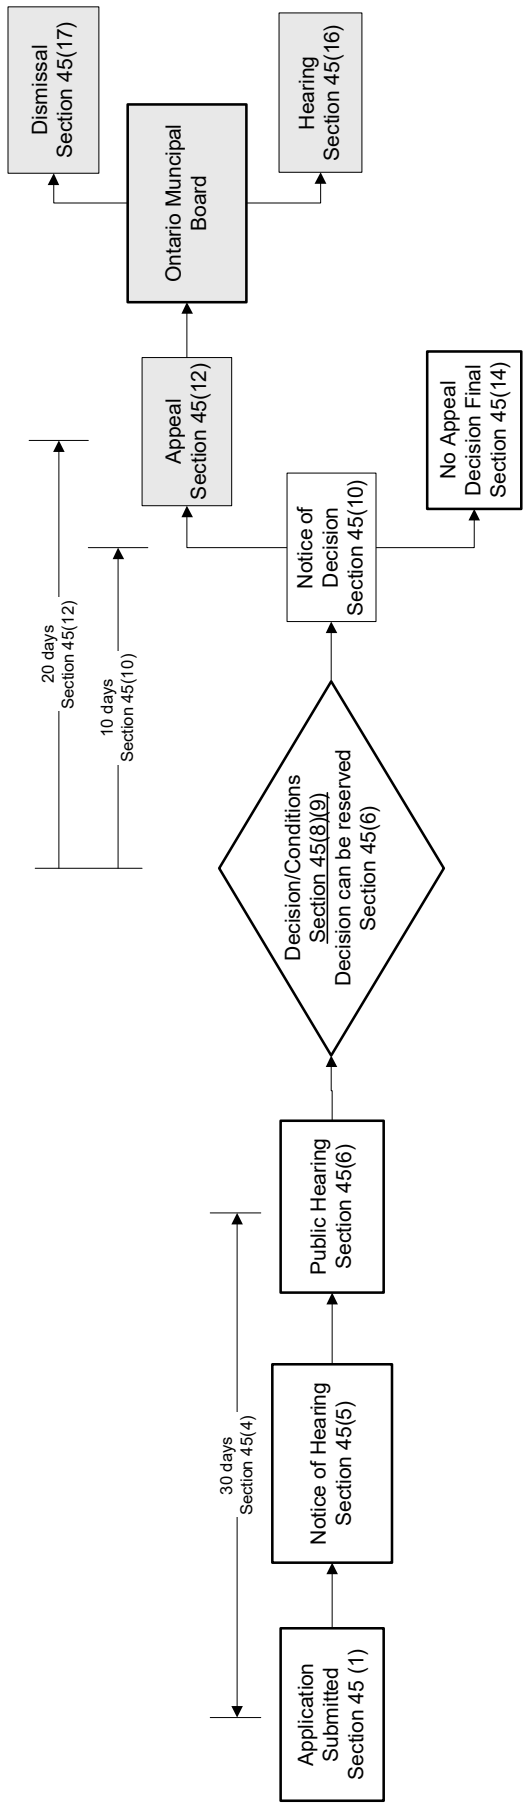 Application
Submitted
Section 45 (1)
Notice of Hearing
Section 45(5)
Public Hearing
Section 45(6)
30 days
Section 45(4)
Decision/Conditions
Section 45(8)(9)
Decision can be reserved
Section 45(6)
10 days
Section 45(10)
20 days
Section 45(12)
Notice of
Decision
Section 45(10)
Appeal
Section 45(12)
No Appeal
Decision Final
Section 45(14)
Ontario Muncipal
Board
Dismissal
Section 45(17)
Hearing
Section 45(16)